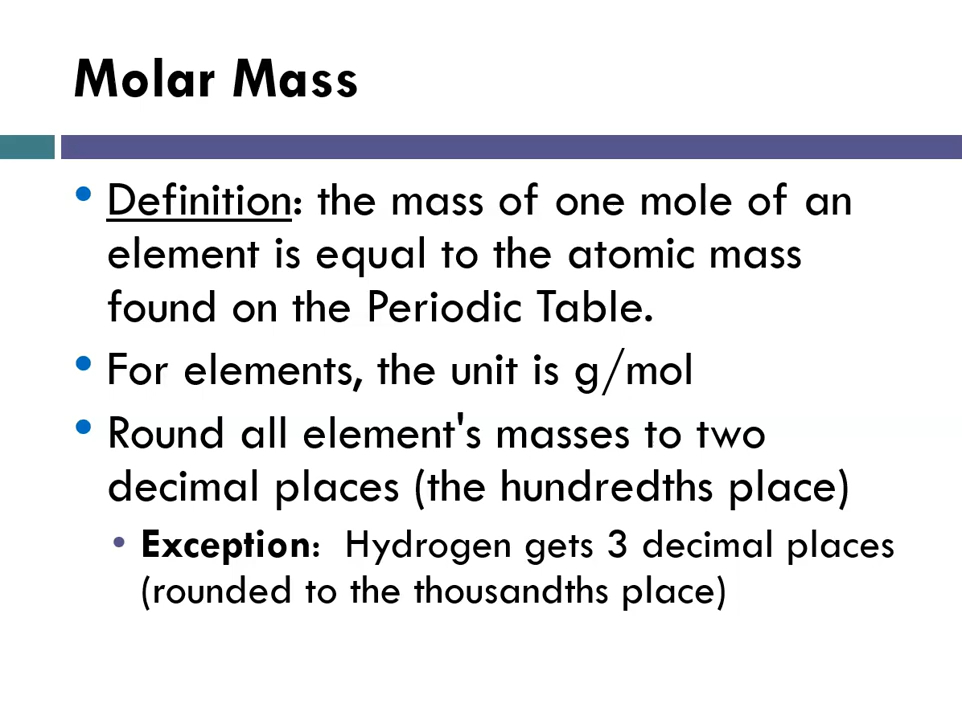 Molar Mass
• Definition: the mass of one mole of an
element is equal to the atomic mass
found on the Periodic Table.
• For elements, the unit is g/mol
• Round all element's masses to two
decimal places (the hundredths place)
• Exception:  Hydrogen gets 3 decimal places
(rounded to the thousandths place)